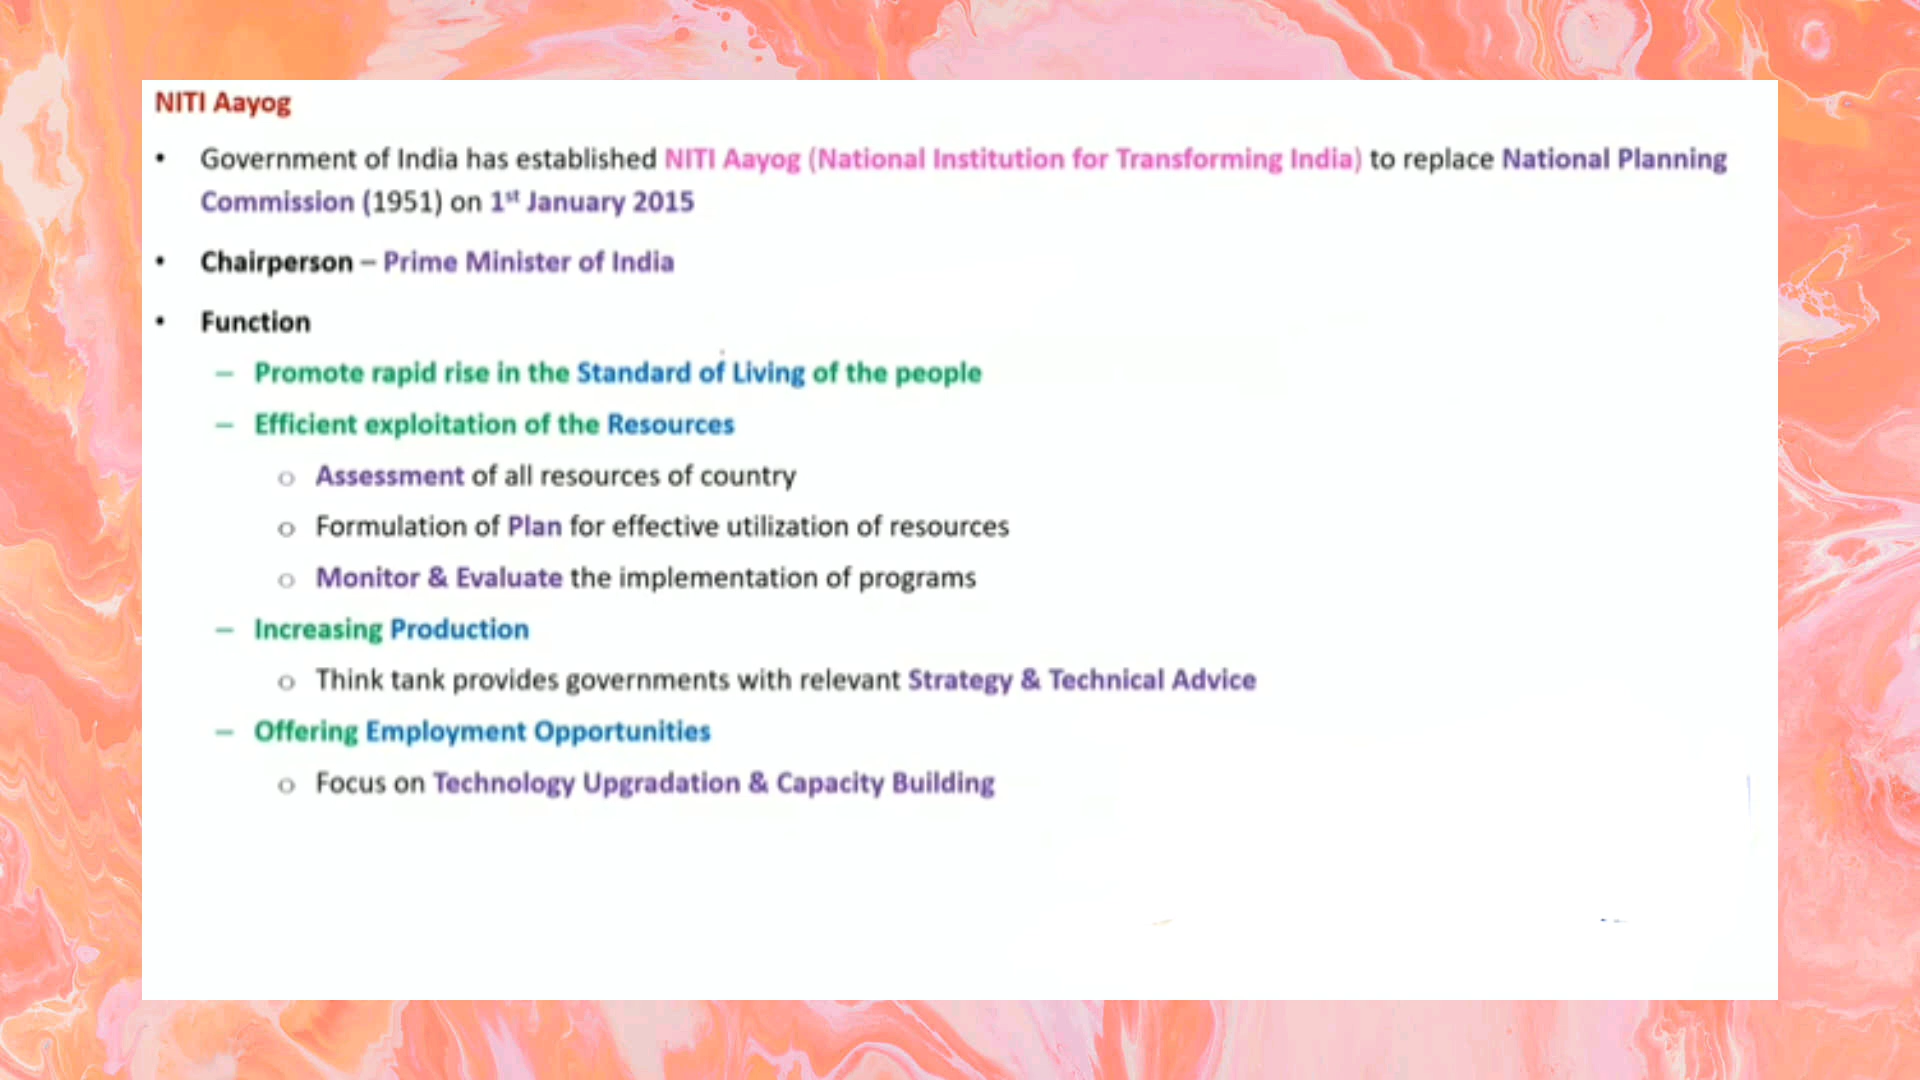 NITI Aayog
• Government of India has established NITI Aayog (National Institution for Transforming India) to replace National Planning
Commission (1951) on 1st January 2015
• Chairperson – Prime Minister of India
• Function
– Promote rapid rise in the Standard of Living of the people
– Efficient exploitation of the Resources
o Assessment of all resources of country
o Formulation of Plan for effective utilization of resources
o Monitor & Evaluate the implementation of programs
– Increasing Production
o Think tank provides governments with relevant Strategy & Technical Advice
– Offering Employment Opportunities
o Focus on Technology Upgradation & Capacity Building